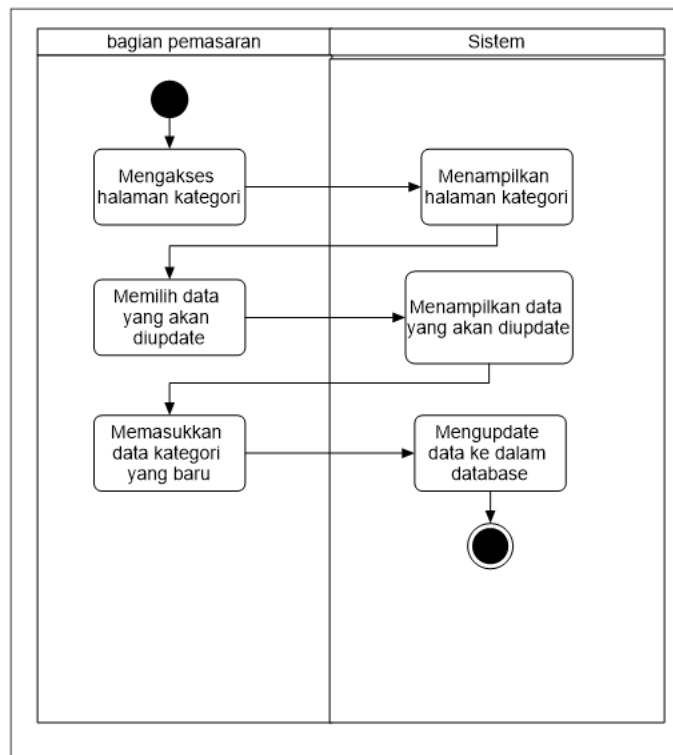 bagian pemasaran
Sistem
Mengakses
halaman kategori
Menampilkan
halaman kategori
Memilih data
yang akan
diupdate
Menampilkan data
yang akan diupdate
Memasukkan
data kategori
yang baru
Mengupdate
data ke dalam
database